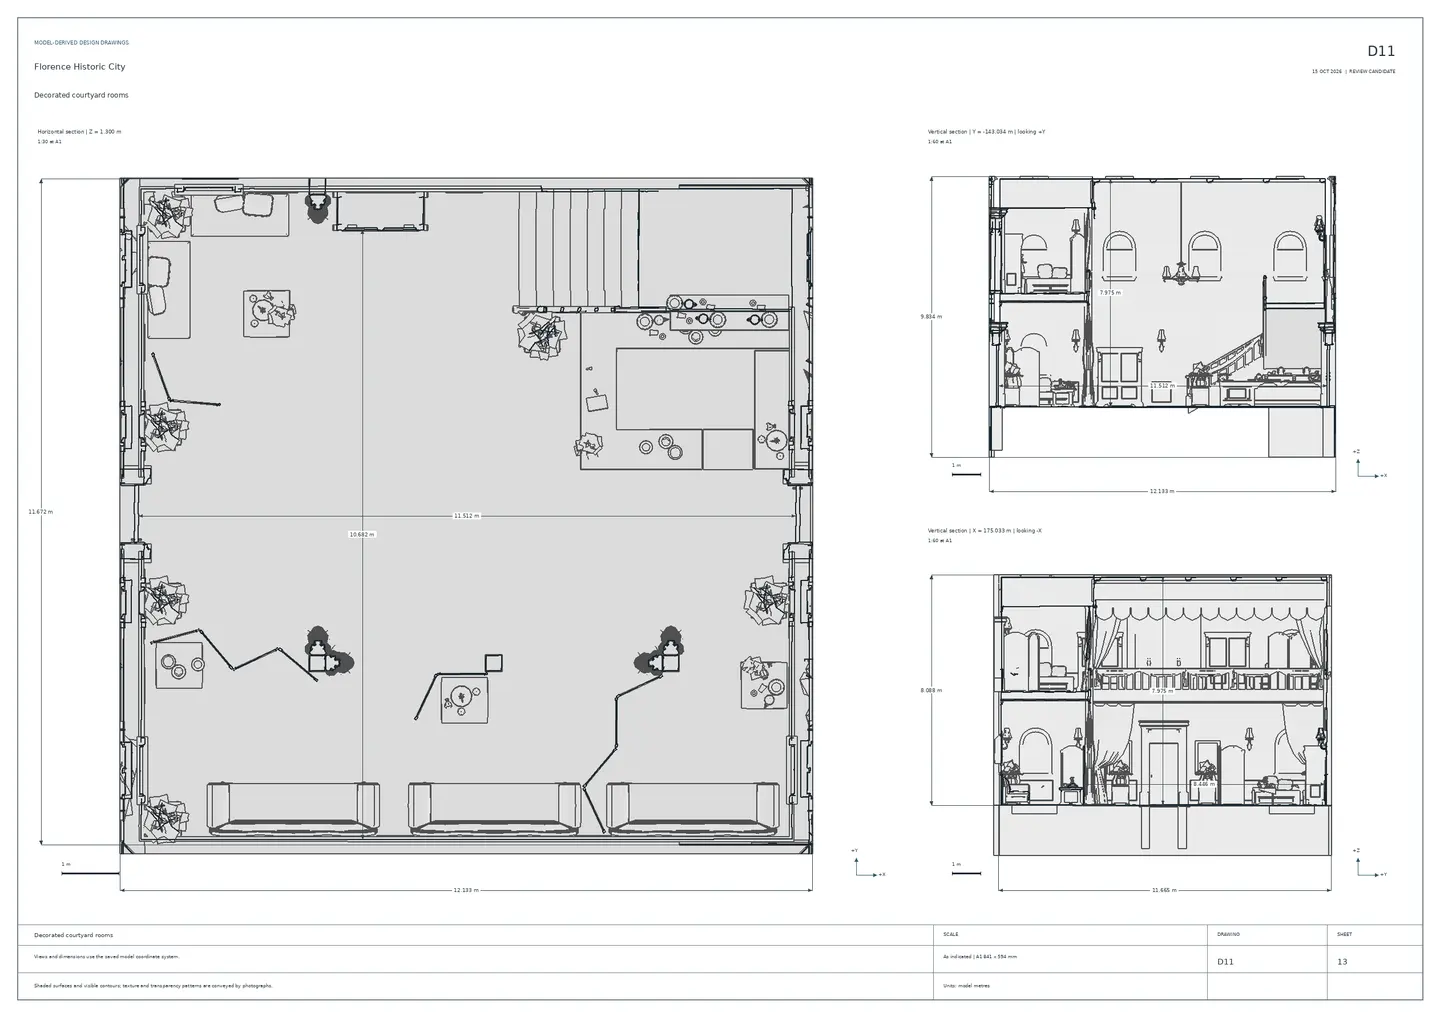 MODEL-DERIVED DESIGN DRAWINGS
Florence Historic City
Decorated courtyard rooms
D11
15 OCT 2026 | REVIEW CANDIDATE
Horizontal section | Z = 1.300 m
1:30 at A1
11.672 m
11.512 m
10.682 m
1 m
12.133 m
+Y
+X
Vertical section | Y = -143.034 m | looking +Y
1:60 at A1
9.834 m
7.975 m
11.512 m
1 m
12.133 m
+Z
+X
Vertical section | X = 175.033 m | looking -X
1:60 at A1
8.088 m
7.975 m
8.446 m
1 m
11.665 m
+Z
+Y
Decorated courtyard rooms
Views and dimensions use the saved model coordinate system.
Shaded surfaces and visible contours; texture and transparency patterns are conveyed by photographs.
SCALE
As indicated | A1 841 x 594 mm
Units: model metres
DRAWING
D11
SHEET
13